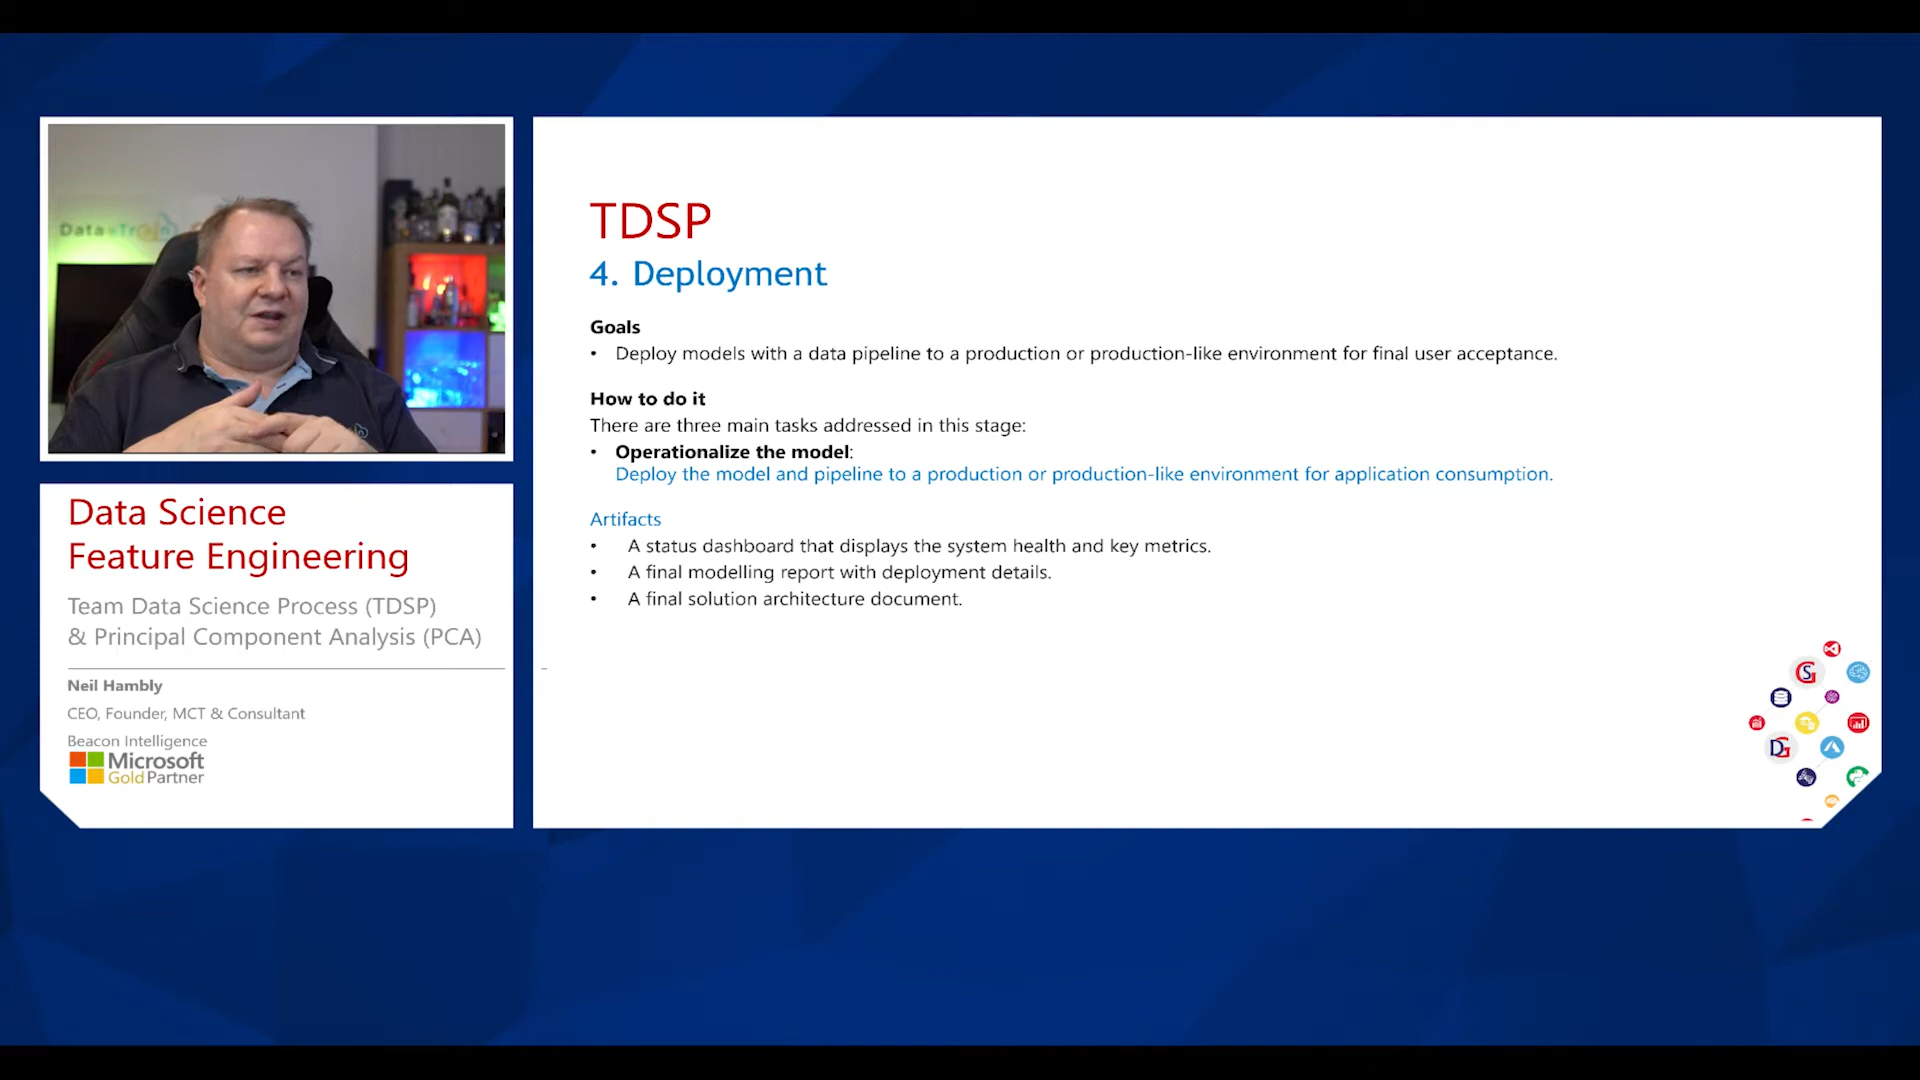 Data-Train
Data Science
Feature Engineering
Team Data Science Process (TDSP)
& Principal Component Analysis (PCA)
Neil Hambly
CEO, Founder, MCT & Consultant
Beacon Intelligence
Microsoft
Gold Partner
TDSP
4. Deployment
Goals
• Deploy models with a data pipeline to a production or production-like environment for final user acceptance.
How to do it
There are three main tasks addressed in this stage:
• Operationalize the model:
Deploy the model and pipeline to a production or production-like environment for application consumption.
Artifacts
• A status dashboard that displays the system health and key metrics.
• A final modelling report with deployment details.
• A final solution architecture document.
SG
DG